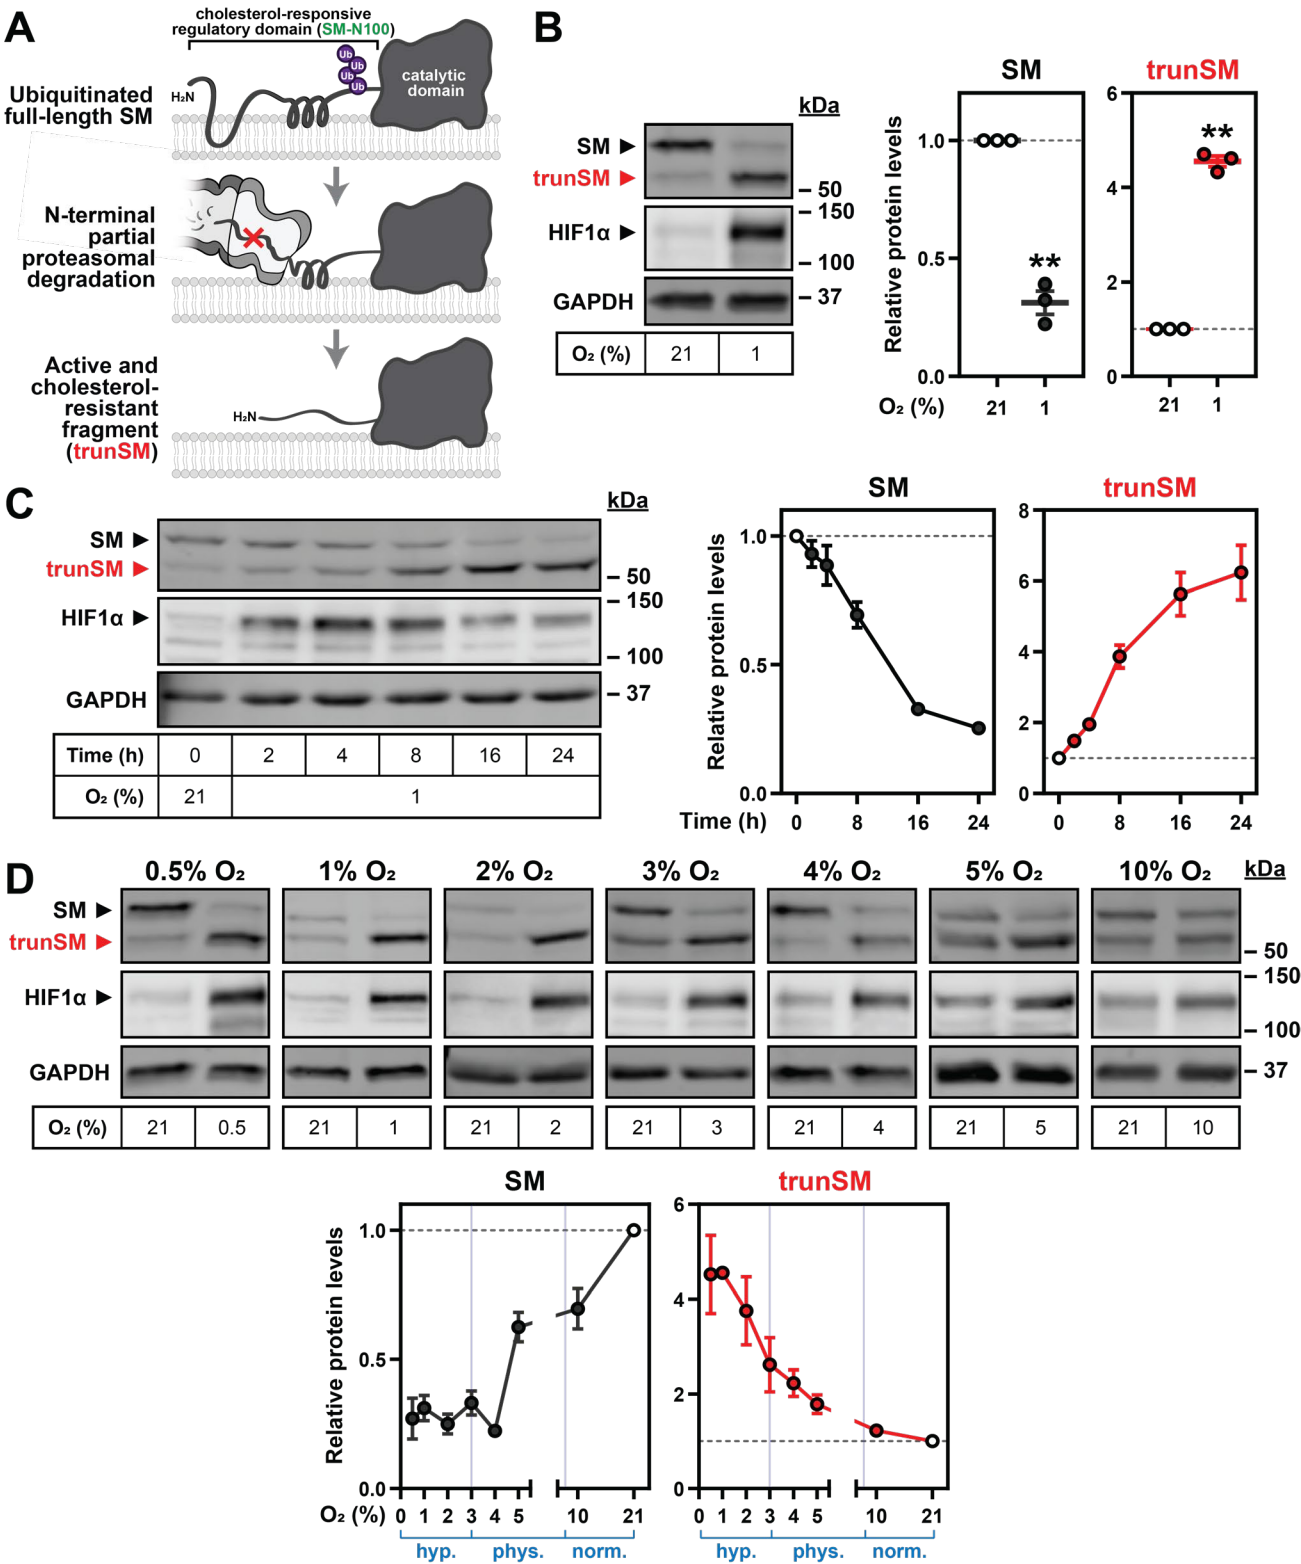 A
cholesterol-responsive
regulatory domain (SM-N100)
Ub
Ub
Ub
Ub
H₂N
catalytic
domain
Ubiquitinated
full-length SM
N-terminal
partial
proteasomal
degradation
Active and
cholesterol-
resistant
fragment
(trunSM)
H₂N
B
kDa
SM
trunSM
– 50
– 150
HIF1α
– 100
GAPDH
– 37
O₂ (%) 21 1
SM
Relative protein levels
1.0
0.5
0.0
**
O₂ (%) 21 1
trunSM
6
4
2
0
**
21 1
C
kDa
SM
trunSM
– 50
– 150
HIF1α
– 100
GAPDH
– 37
Time (h) 0 2 4 8 16 24
O₂ (%) 21 1
SM
Relative protein levels
1.0
0.5
0.0
Time (h) 0 8 16 24
trunSM
8
6
4
2
0
0 8 16 24
D
0.5% O₂ 1% O₂ 2% O₂ 3% O₂ 4% O₂ 5% O₂ 10% O₂
kDa
SM
trunSM
– 50
– 150
HIF1α
– 100
GAPDH
– 37
O₂ (%) 21 0.5 21 1 21 2 21 3 21 4 21 5 21 10
SM
Relative protein levels
1.0
0.5
0.0
O₂ (%) 0 1 2 3 4 5 10 21
hyp. phys. norm.
trunSM
6
4
2
0
0 1 2 3 4 5 10 21
hyp. phys. norm.